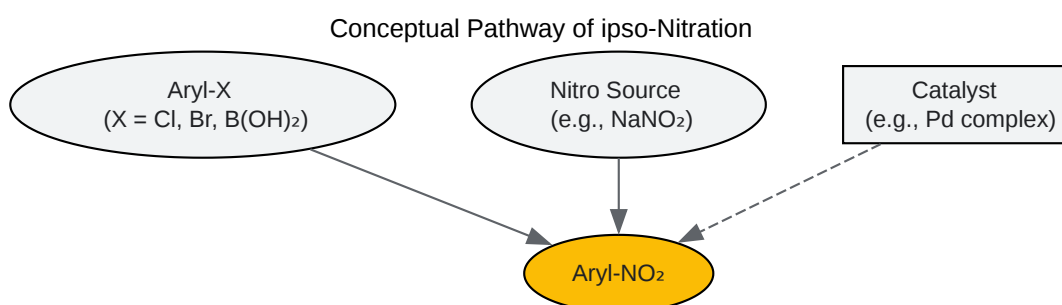 Conceptual Pathway of ipso-Nitration
Aryl-X
(X = Cl, Br, B(OH)₂)
Nitro Source
(e.g., NaNO₂)
Catalyst
(e.g., Pd complex)
Aryl-NO₂